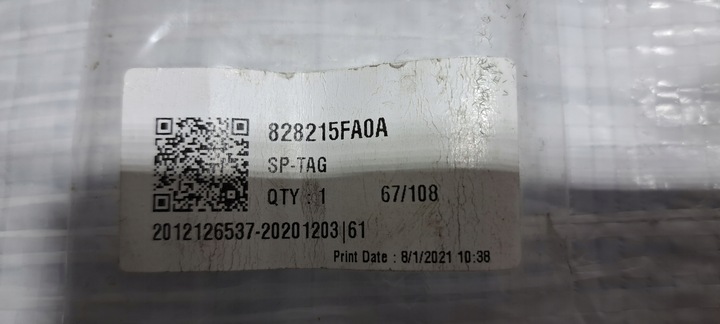 828215FA0A
SP-TAG
QTY : 1 67/108
2012126537-20201203|61
Print Date : 8/1/2021 10:38